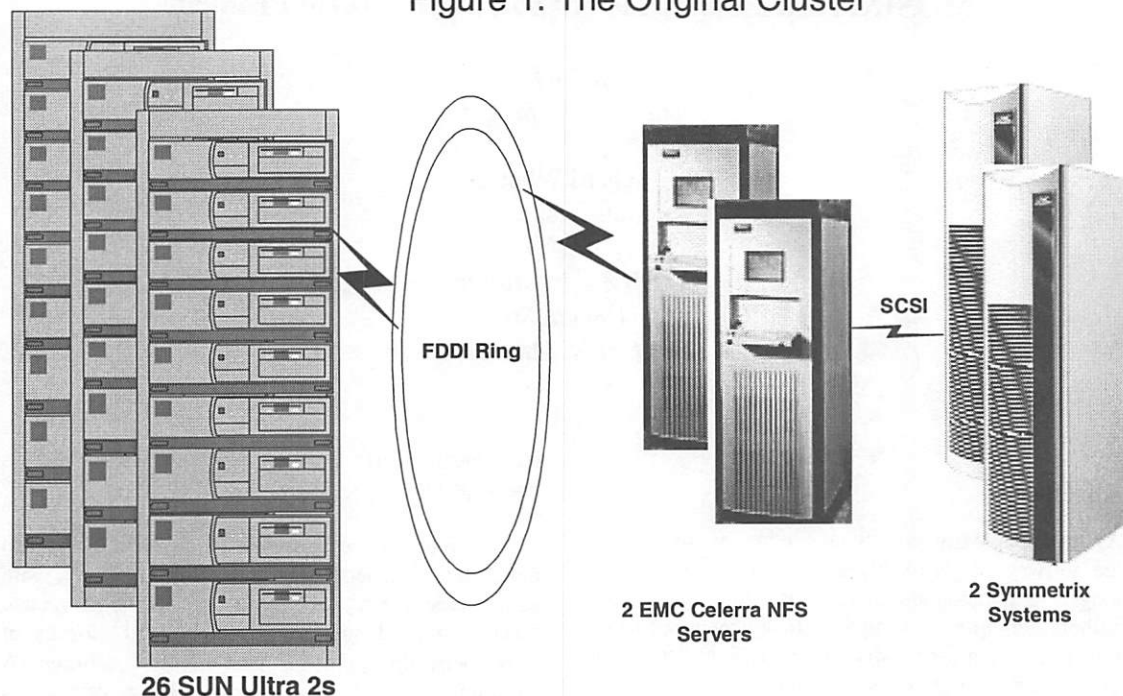 Figure 1: The Original Cluster
FDDI Ring
SCSI
2 EMC Celerra NFS
Servers
2 Symmetrix
Systems
26 SUN Ultra 2s